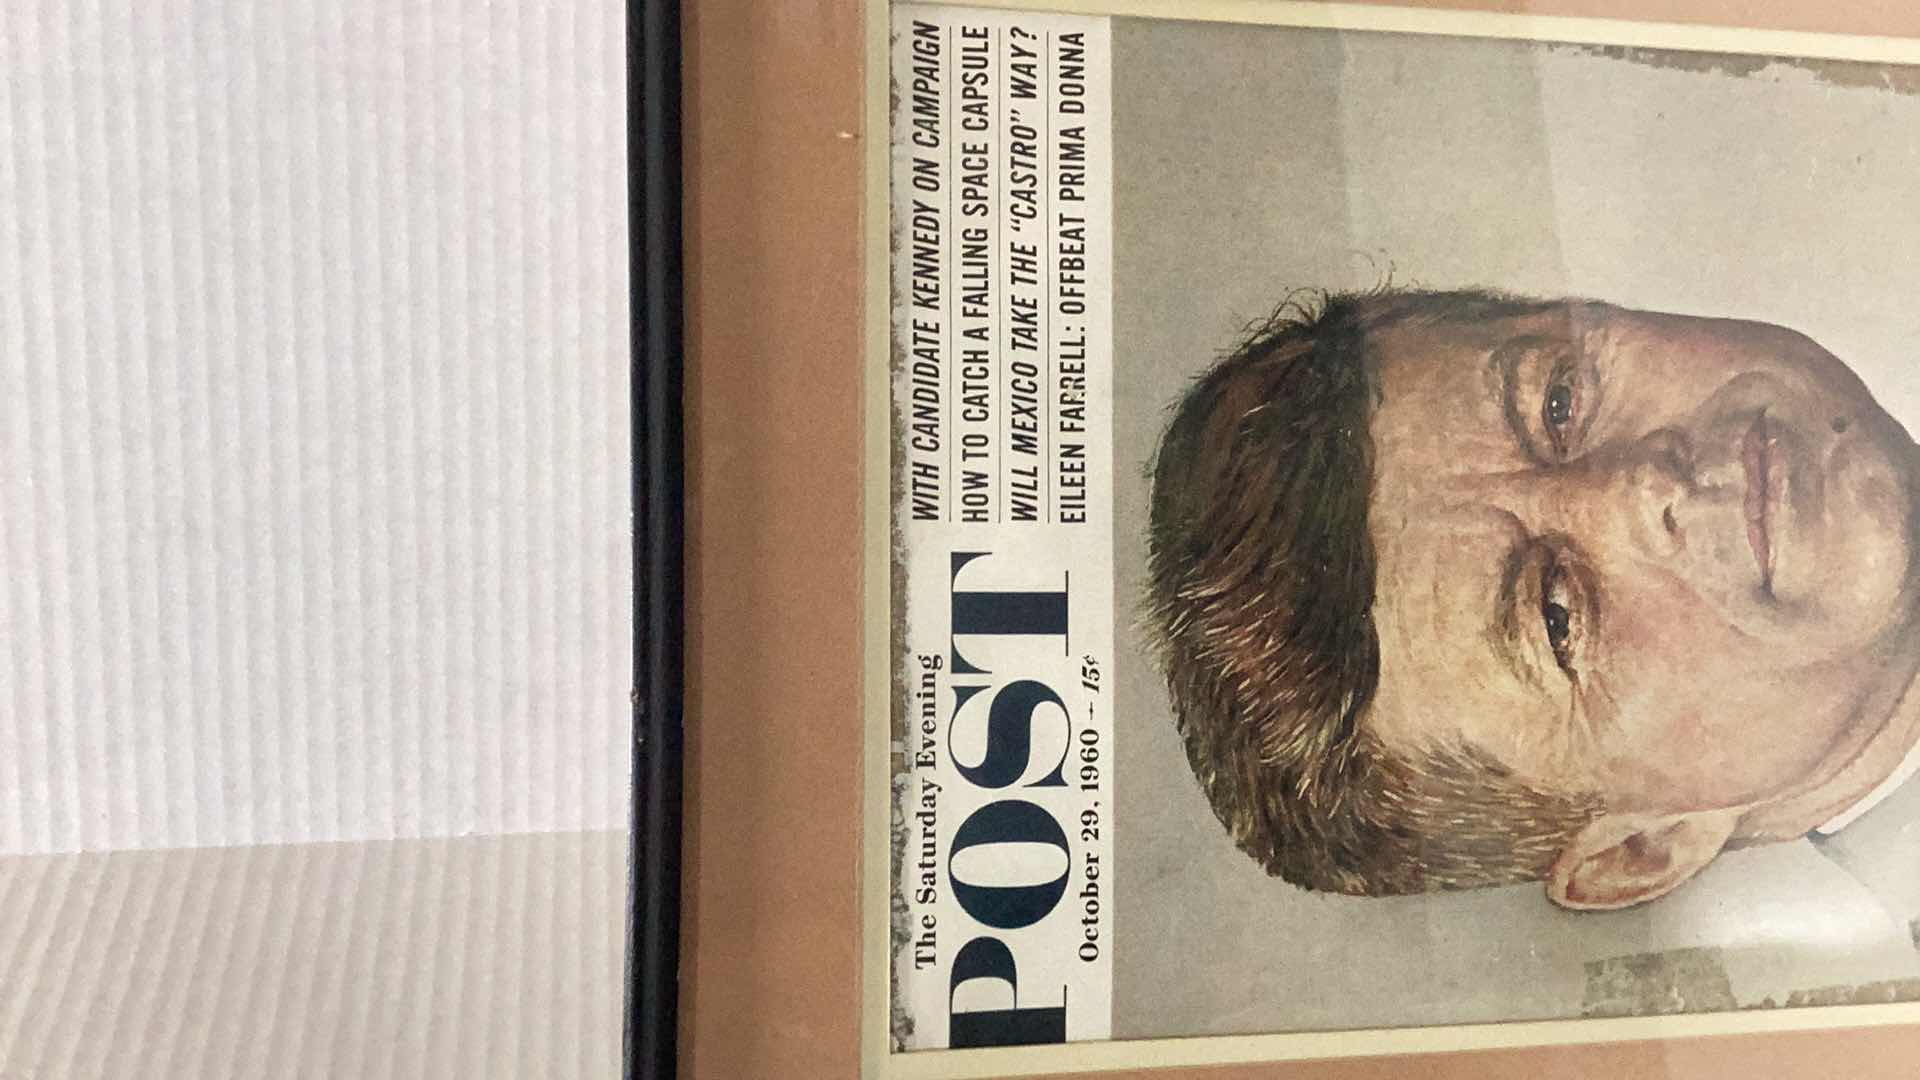 The Saturday Evening
POST
October 29, 1960 – 15¢
WITH CANDIDATE KENNEDY ON CAMPAIGN
HOW TO CATCH A FALLING SPACE CAPSULE
WILL MEXICO TAKE THE "CASTRO" WAY?
EILEEN FARRELL: OFFBEAT PRIMA DONNA